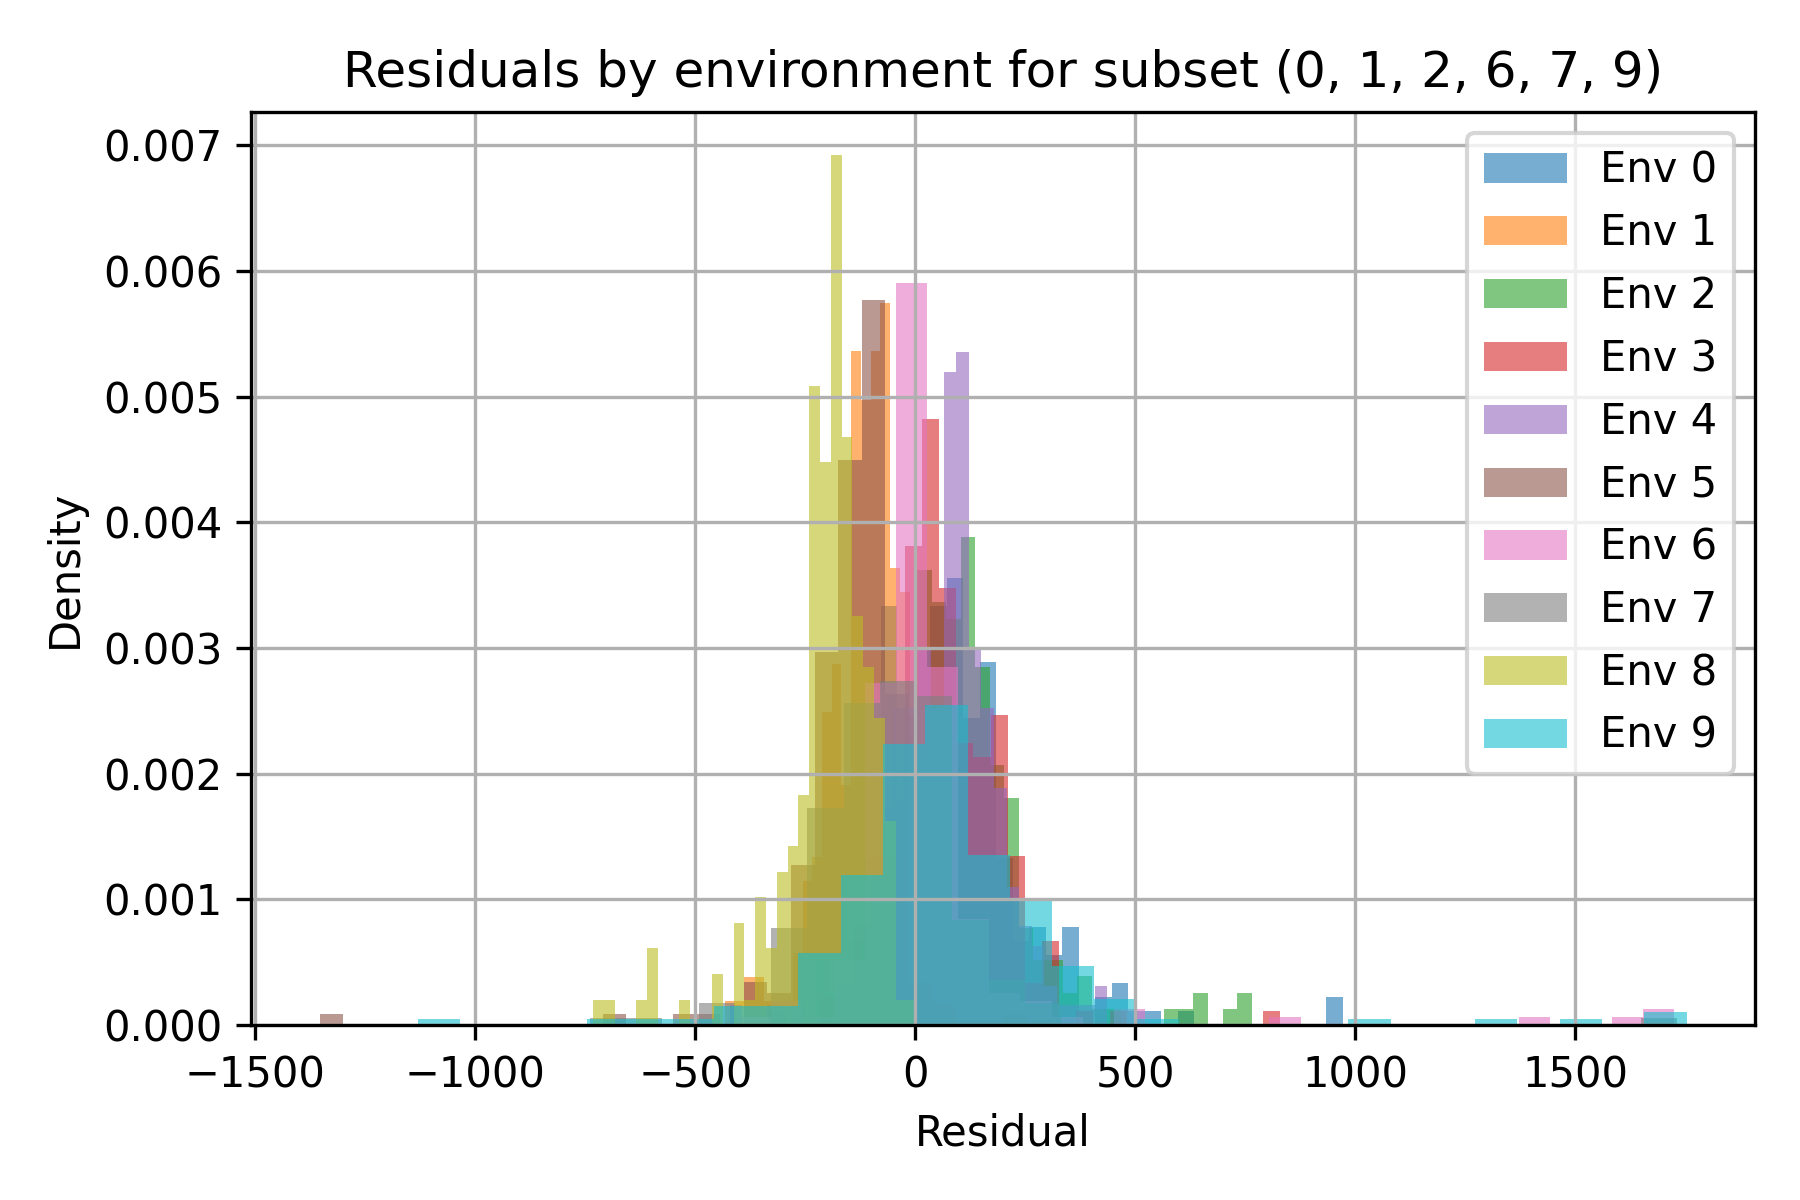 Residuals by environment for subset (0, 1, 2, 6, 7, 9)
Density
0.007
0.006
0.005
0.004
0.003
0.002
0.001
0.000
−1500
−1000
−500
0
500
1000
1500
Residual
Env 0
Env 1
Env 2
Env 3
Env 4
Env 5
Env 6
Env 7
Env 8
Env 9